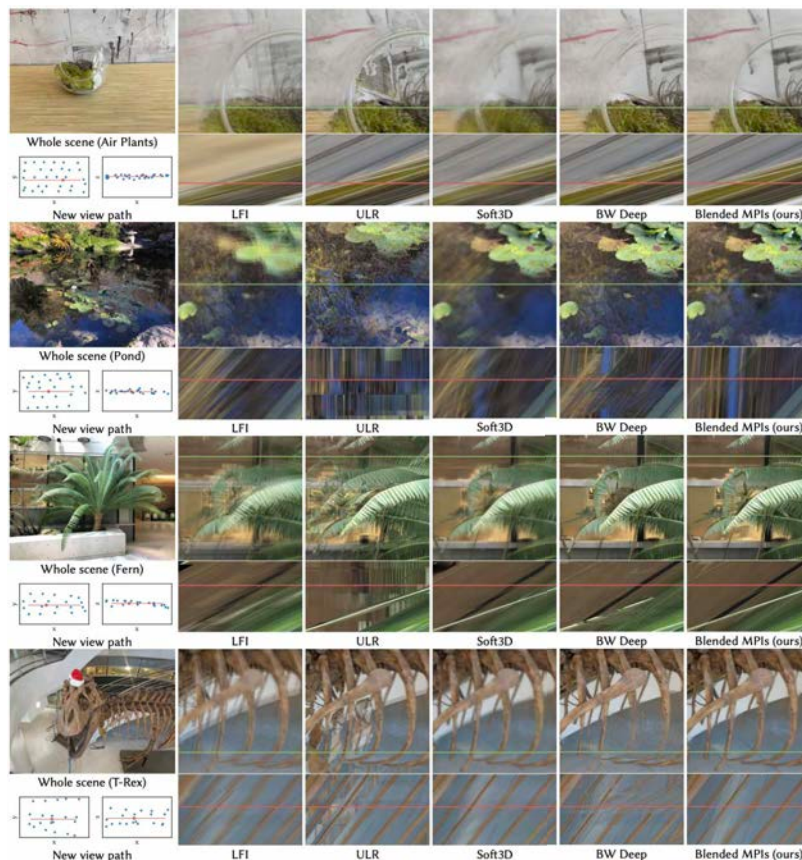 Whole scene (Air Plants)
y
x
z
x
New view path
LFI
ULR
Soft3D
BW Deep
Blended MPIs (ours)
Whole scene (Pond)
y
x
z
x
New view path
LFI
ULR
Soft3D
BW Deep
Blended MPIs (ours)
Whole scene (Fern)
y
x
z
x
New view path
LFI
ULR
Soft3D
BW Deep
Blended MPIs (ours)
Whole scene (T-Rex)
y
x
z
x
New view path
LFI
ULR
Soft3D
BW Deep
Blended MPIs (ours)